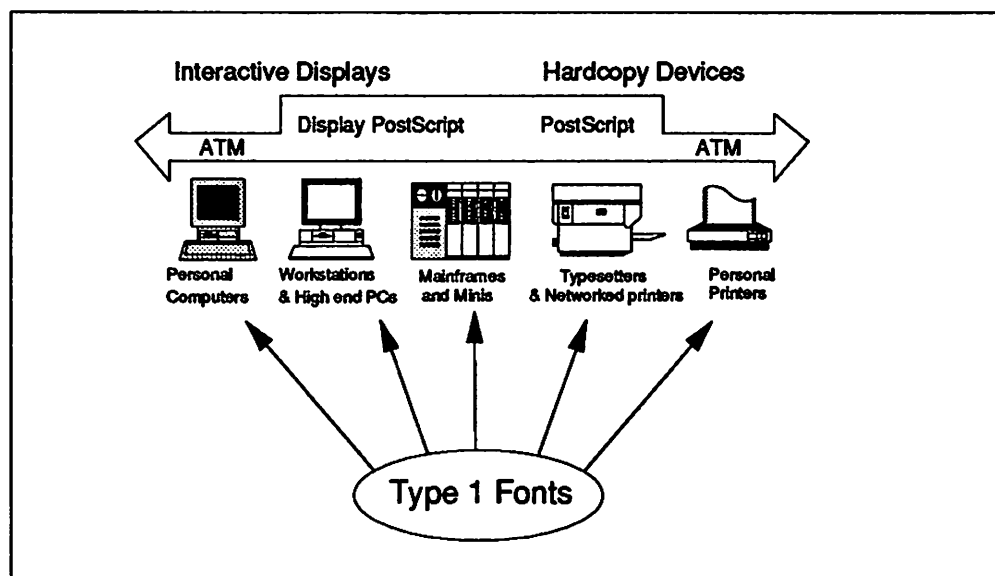 Interactive Displays
Hardcopy Devices
Display PostScript
PostScript
ATM
ATM
Personal
Computers
Workstations
& High end PCs
Mainframes
and Minis
Typesetters
& Networked printers
Personal
Printers
Type 1 Fonts